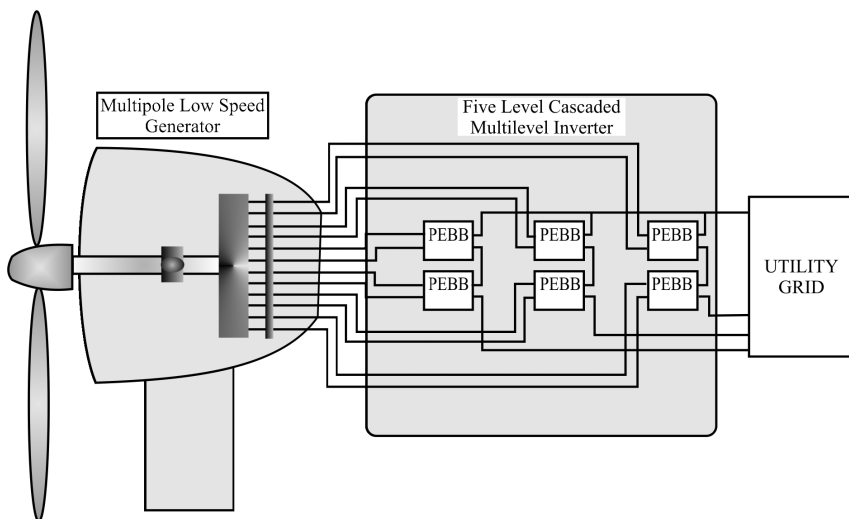 Multipole Low Speed
Generator
Five Level Cascaded
Multilevel Inverter
PEBB
PEBB
PEBB
PEBB
PEBB
PEBB
UTILITY
GRID